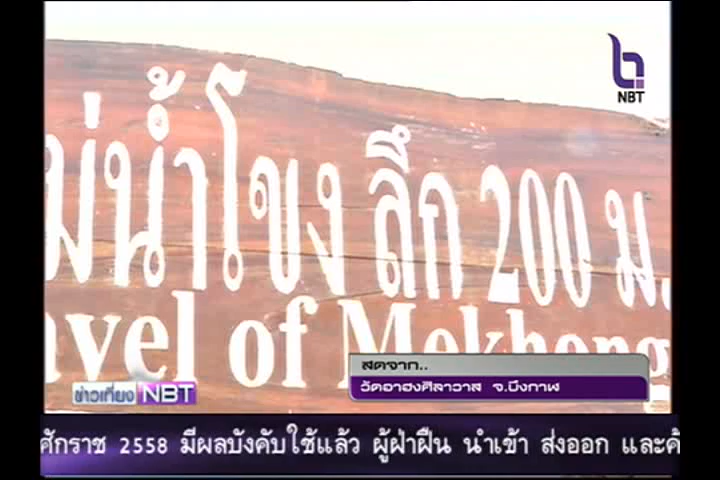 NBT
ม่น้ำโขง ลึก 200 ม.
avel of Mekhong
สดจาก..
วัดอาฮงศิลาวาส จ.บึงกาฬ
ข่าวเที่ยง NBT
ศักราช 2558 มีผลบังคับใช้แล้ว ผู้ฝ่าฝืน นำเข้า ส่งออก และค้